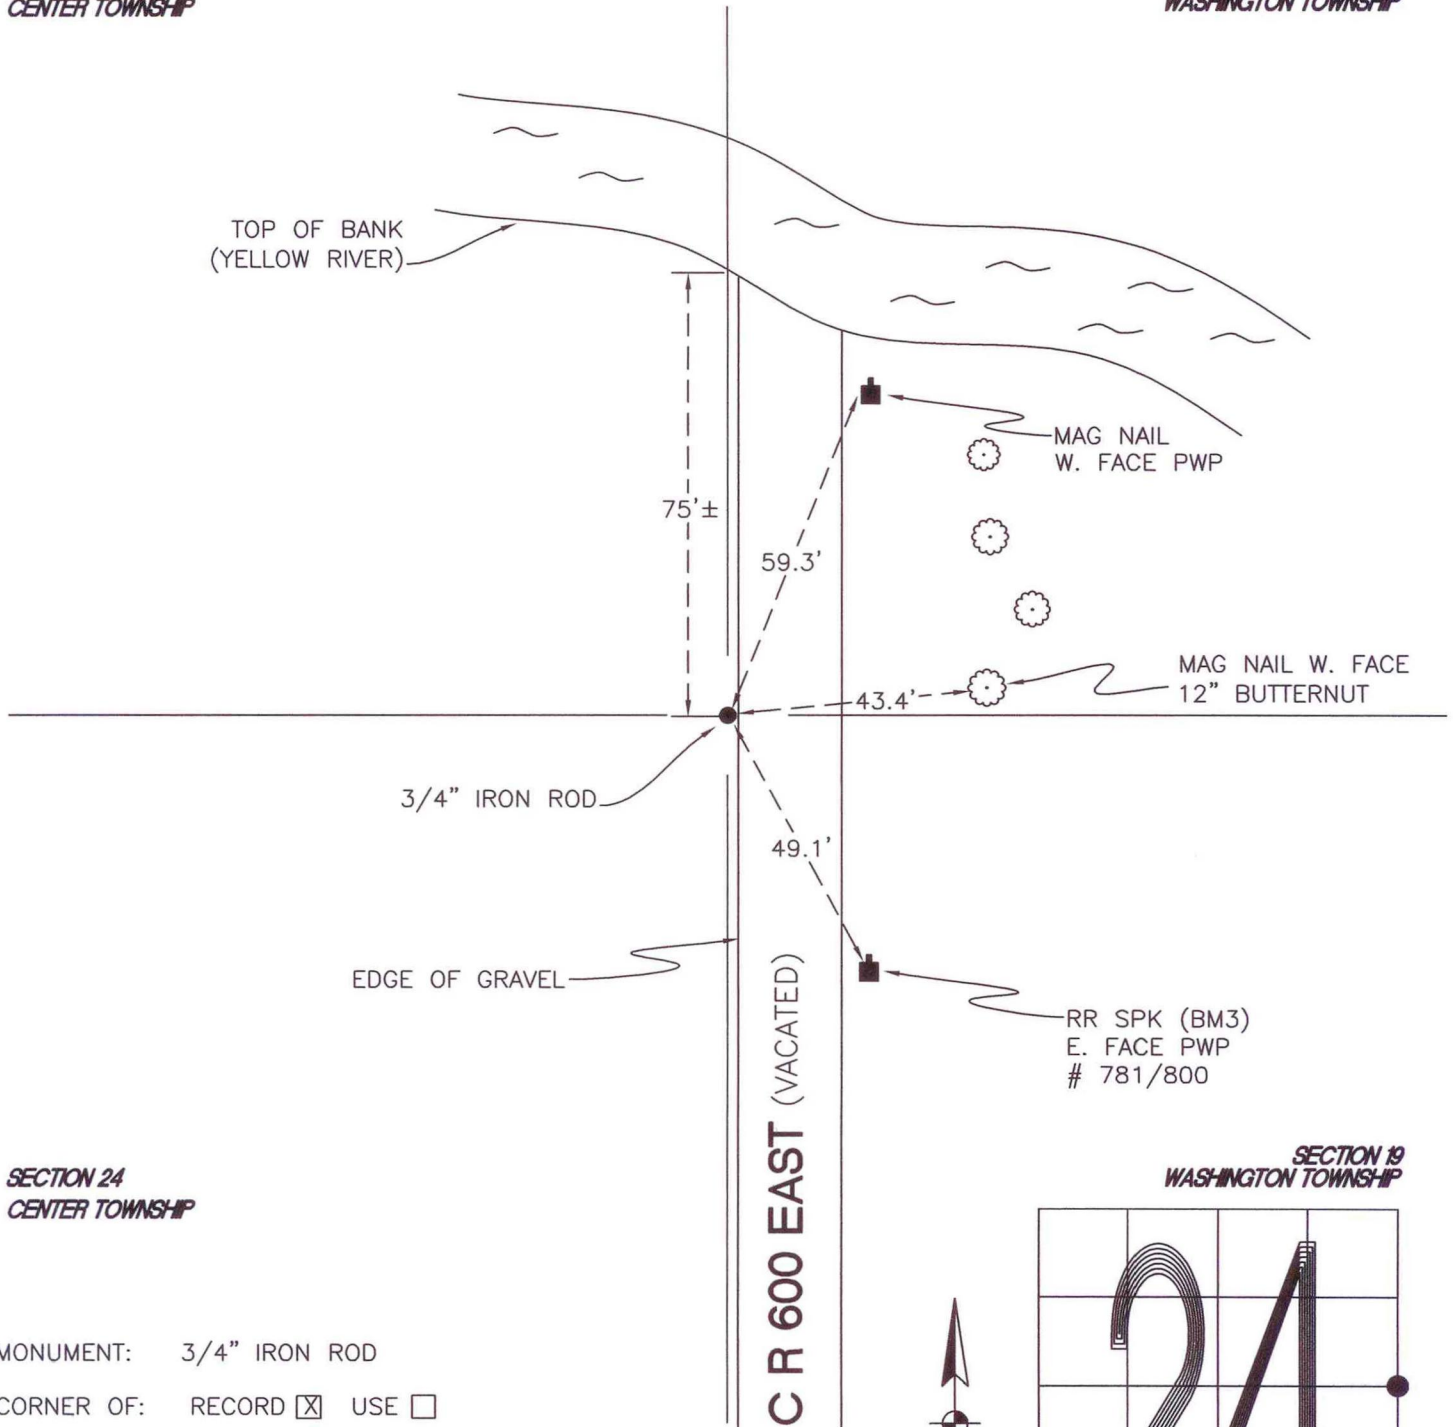 CENTER TOWNSHIP
WASHINGTON TOWNSHIP
TOP OF BANK
(YELLOW RIVER)
MAG NAIL
W. FACE PWP
75'±
59.3'
MAG NAIL W. FACE
12" BUTTERNUT
43.4'
3/4" IRON ROD
49.1'
EDGE OF GRAVEL
RR SPK (BM3)
E. FACE PWP
# 781/800
C R 600 EAST (VACATED)
SECTION 24
CENTER TOWNSHIP
SECTION 19
WASHINGTON TOWNSHIP
24
MONUMENT: 3/4" IRON ROD
CORNER OF: RECORD X USE